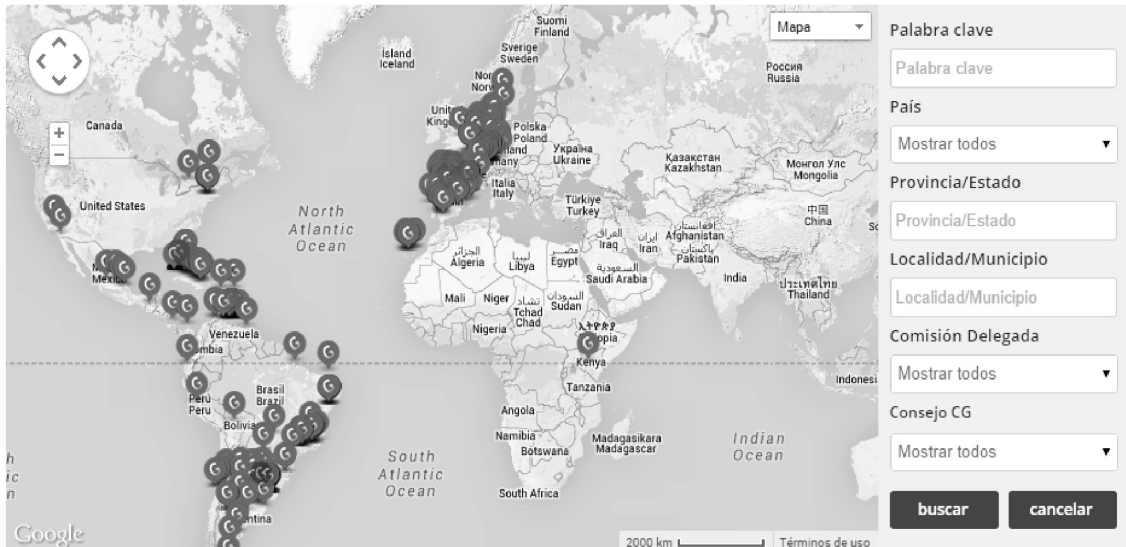 Suomi
Finland
Mapa
Ísland
Iceland
Sverige
Sweden
Россия
Russia
Canada
Polska
Poland
Україна
Ukraine
Қазақстан
Kazakhstan
Монгол Улс
Mongolia
Italia
Italy
United States
North
Atlantic
Ocean
Türkiye
Turkey
中国
China
العراق
Iraq
ایران
Iran
افغانستان
Afghanistan
پاکستان
Pakistan
الجزائر
Algeria
ليبيا
Libya
مصر
Egypt
السعودية
Saudi Arabia
India
ประเทศไทย
Thailand
Mali
Niger
تشاد
Tchad
Chad
السودان
Sudan
Nigeria
Venezuela
Kenya
Tanzania
Indonesi
Perú
Peru
Brasil
Brazil
Bolivia
Angola
Namibia
Botswana
Madagasikara
Madagascar
South
Atlantic
Ocean
Indian
Ocean
South Africa
Google
2000 km
Términos de uso
Palabra clave
Palabra clave
País
Mostrar todos
Provincia/Estado
Provincia/Estado
Localidad/Municipio
Localidad/Municipio
Comisión Delegada
Mostrar todos
Consejo CG
Mostrar todos
buscar
cancelar